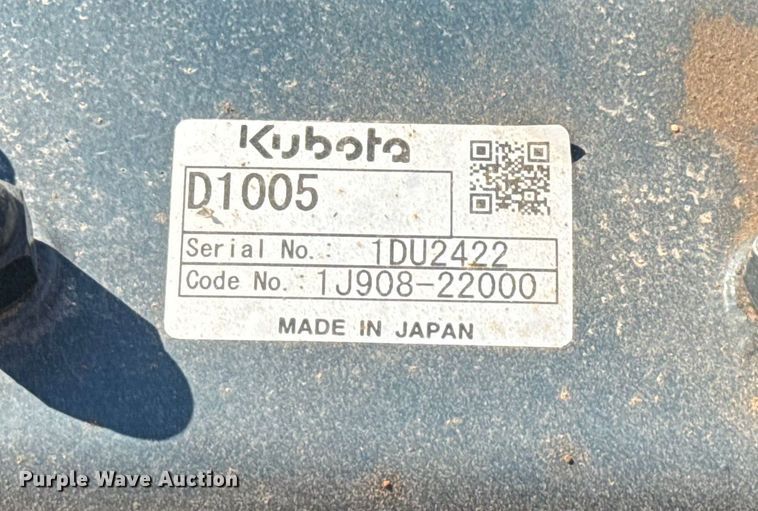 Kubota
D1005
Serial No.: 1DU2422
Code No.: 1J908-22000
MADE IN JAPAN
Purple Wave Auction